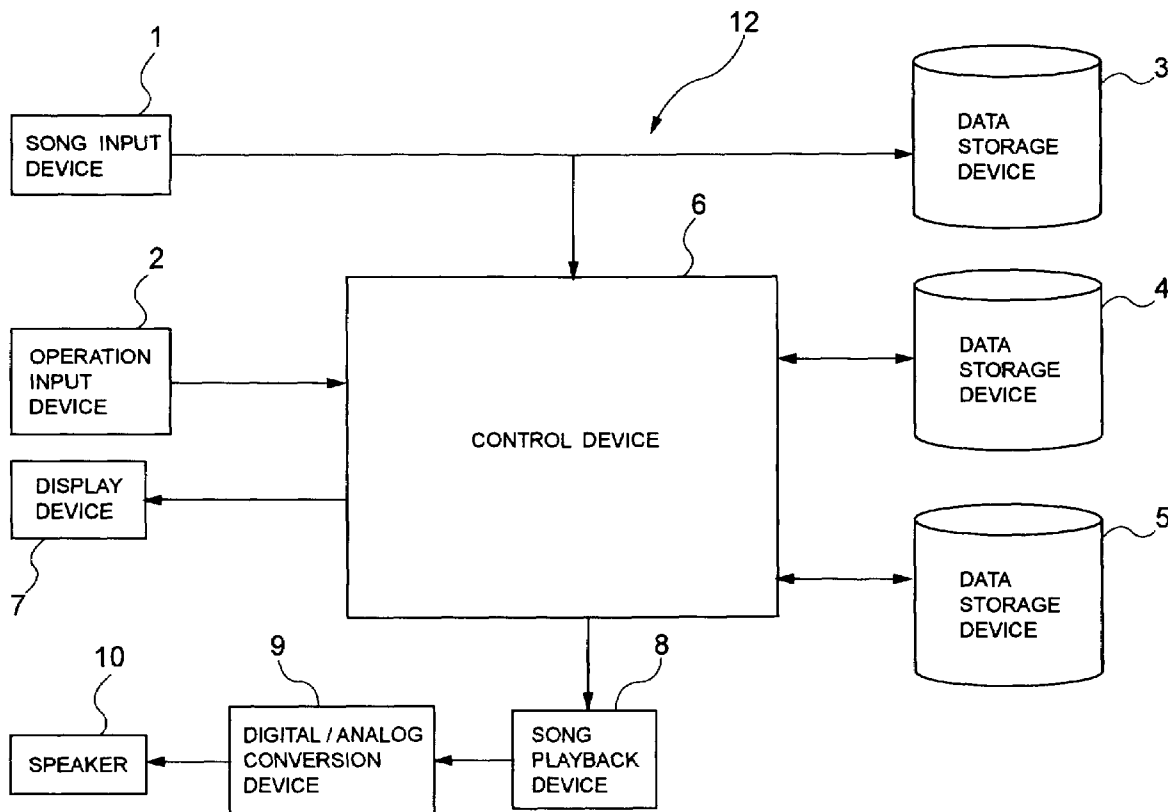 1
12
3
SONG INPUT
DEVICE
DATA
STORAGE
DEVICE
6
2
4
OPERATION
INPUT
DEVICE
DATA
STORAGE
DEVICE
CONTROL DEVICE
DISPLAY
DEVICE
7
5
DATA
STORAGE
DEVICE
10
9
8
SPEAKER
DIGITAL / ANALOG
CONVERSION
DEVICE
SONG
PLAYBACK
DEVICE